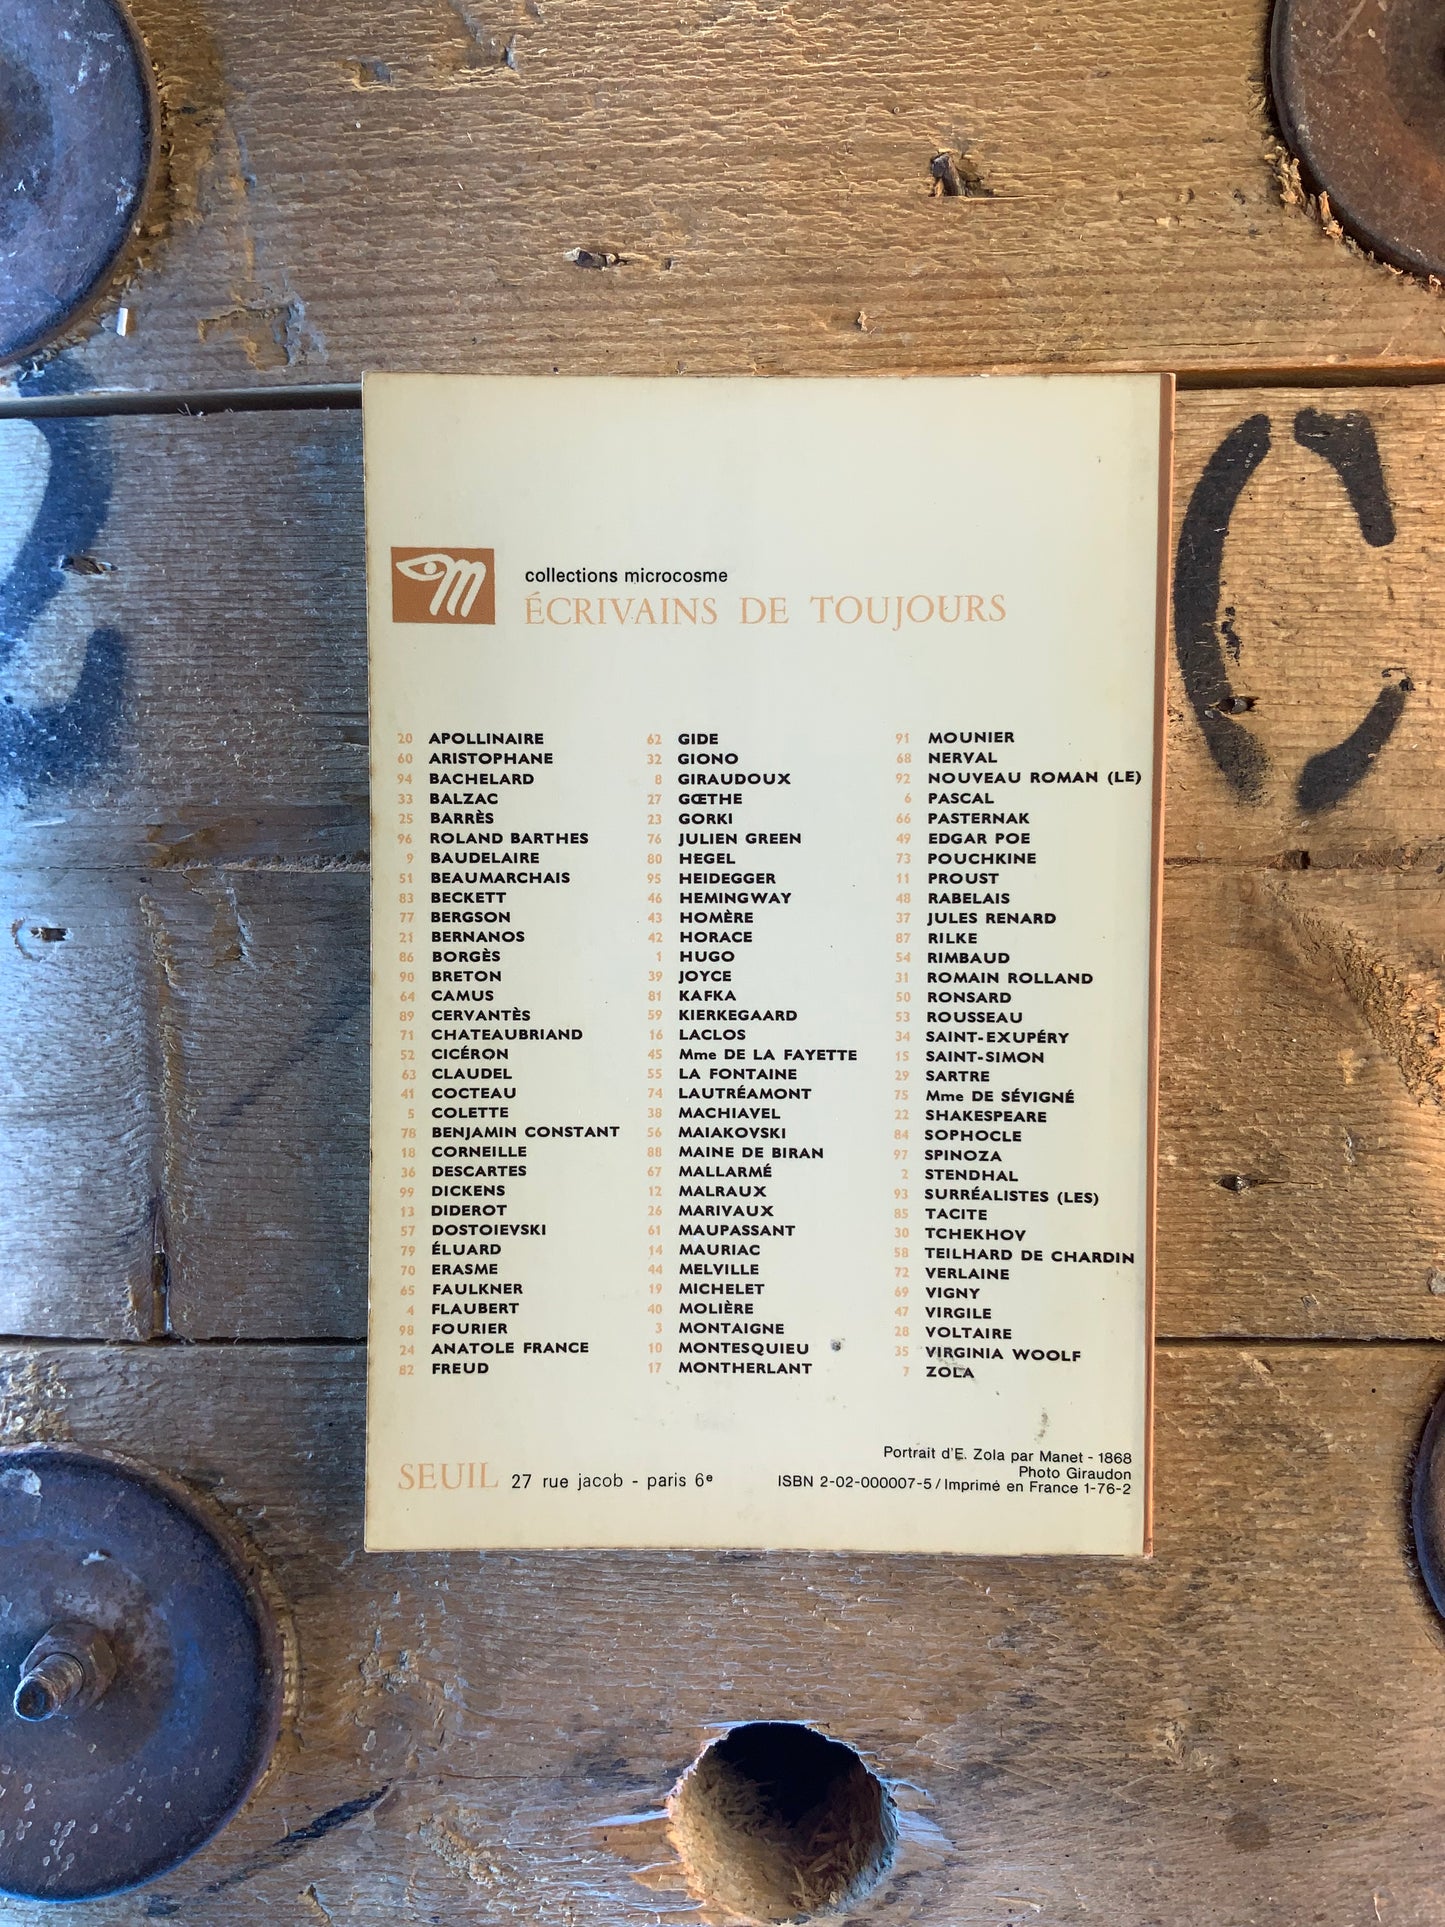 collections microcosme
ÉCRIVAINS DE TOUJOURS
20 APOLLINAIRE
60 ARISTOPHANE
94 BACHELARD
33 BALZAC
25 BARRÈS
96 ROLAND BARTHES
9 BAUDELAIRE
51 BEAUMARCHAIS
83 BECKETT
77 BERGSON
21 BERNANOS
86 BORGÈS
90 BRETON
64 CAMUS
89 CERVANTÈS
71 CHATEAUBRIAND
52 CICÉRON
63 CLAUDEL
41 COCTEAU
5 COLETTE
78 BENJAMIN CONSTANT
18 CORNEILLE
36 DESCARTES
99 DICKENS
13 DIDEROT
57 DOSTOIEVSKI
79 ÉLUARD
70 ERASME
65 FAULKNER
4 FLAUBERT
98 FOURIER
24 ANATOLE FRANCE
82 FREUD
62 GIDE
32 GIONO
8 GIRAUDOUX
27 GŒTHE
23 GORKI
76 JULIEN GREEN
80 HEGEL
95 HEIDEGGER
46 HEMINGWAY
43 HOMÈRE
42 HORACE
1 HUGO
39 JOYCE
81 KAFKA
59 KIERKEGAARD
16 LACLOS
45 Mme DE LA FAYETTE
55 LA FONTAINE
74 LAUTRÉAMONT
38 MACHIAVEL
56 MAIAKOVSKI
88 MAINE DE BIRAN
67 MALLARMÉ
12 MALRAUX
26 MARIVAUX
61 MAUPASSANT
14 MAURIAC
44 MELVILLE
19 MICHELET
40 MOLIÈRE
3 MONTAIGNE
10 MONTESQUIEU
17 MONTHERLANT
91 MOUNIER
68 NERVAL
92 NOUVEAU ROMAN (LE)
6 PASCAL
66 PASTERNAK
49 EDGAR POE
73 POUCHKINE
11 PROUST
48 RABELAIS
37 JULES RENARD
87 RILKE
54 RIMBAUD
31 ROMAIN ROLLAND
50 RONSARD
53 ROUSSEAU
34 SAINT-EXUPÉRY
15 SAINT-SIMON
29 SARTRE
75 Mme DE SÉVIGNÉ
22 SHAKESPEARE
84 SOPHOCLE
97 SPINOZA
2 STENDHAL
93 SURRÉALISTES (LES)
85 TACITE
30 TCHEKHOV
58 TEILHARD DE CHARDIN
72 VERLAINE
69 VIGNY
47 VIRGILE
28 VOLTAIRE
35 VIRGINIA WOOLF
7 ZOLA
Portrait d'E. Zola par Manet - 1868
Photo Giraudon
SEUIL 27 rue jacob - paris 6e
ISBN 2-02-000007-5 / Imprimé en France 1-76-2